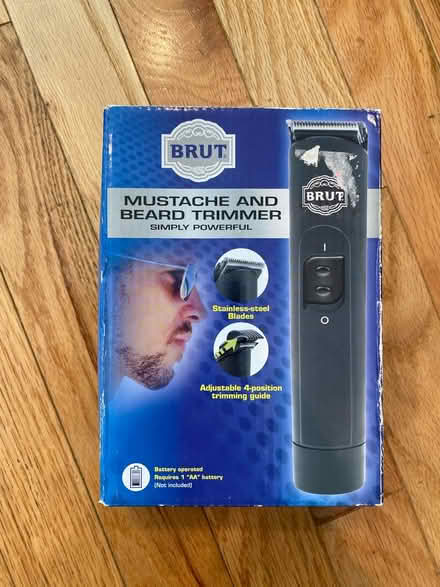 BRUT
MUSTACHE AND
BEARD TRIMMER
SIMPLY POWERFUL
BRUT
I
O
Stainless-steel
Blades
Adjustable 4-position
trimming guide
Battery operated
Requires 1 "AA" battery
(Not included)